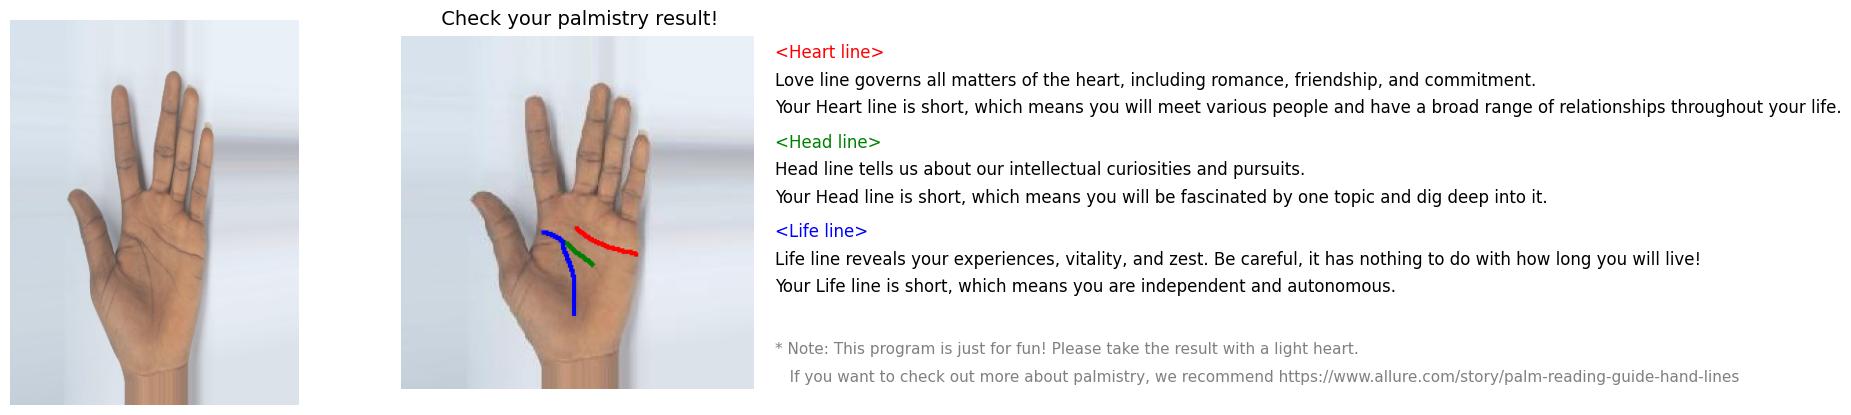 Check your palmistry result!
<Heart line>
Love line governs all matters of the heart, including romance, friendship, and commitment.
Your Heart line is short, which means you will meet various people and have a broad range of relationships throughout your life.
<Head line>
Head line tells us about our intellectual curiosities and pursuits.
Your Head line is short, which means you will be fascinated by one topic and dig deep into it.
<Life line>
Life line reveals your experiences, vitality, and zest. Be careful, it has nothing to do with how long you will live!
Your Life line is short, which means you are independent and autonomous.
* Note: This program is just for fun! Please take the result with a light heart.
If you want to check out more about palmistry, we recommend https://www.allure.com/story/palm-reading-guide-hand-lines